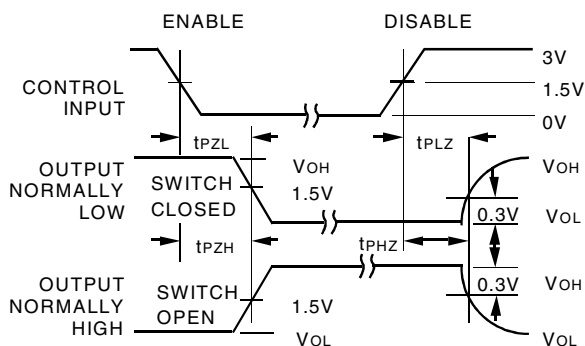 ENABLE DISABLE
3V
CONTROL
INPUT
1.5V
0V
tPZL tPLZ
OUTPUT
NORMALLY
LOW
SWITCH
CLOSED
VOH
1.5V
VOH
0.3V
VOL
tPZH tPHZ
OUTPUT
NORMALLY
HIGH
SWITCH
OPEN
1.5V
VOL
0.3V
VOH
VOL